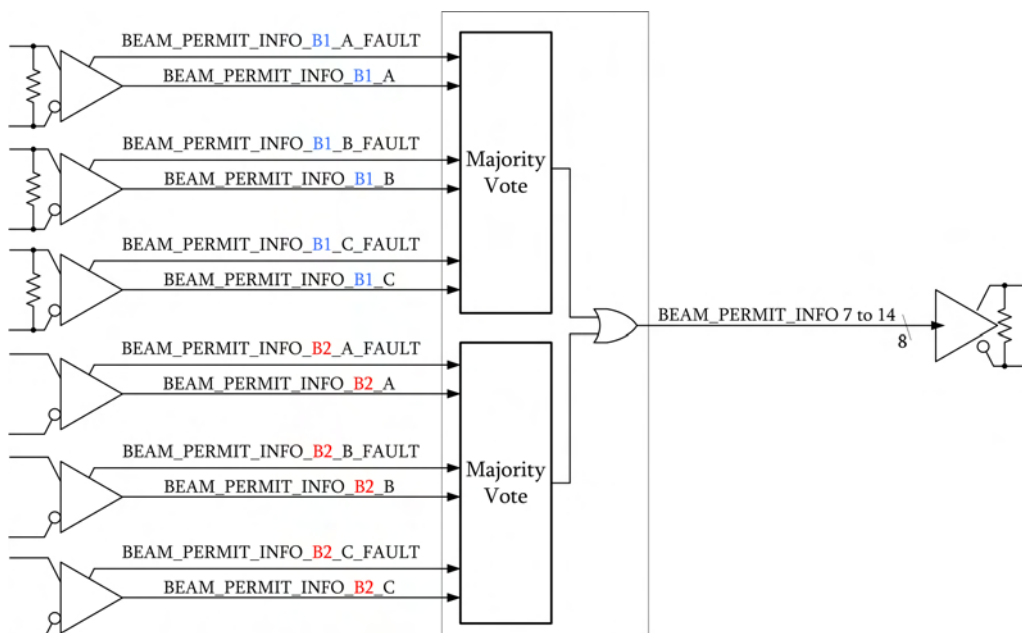 BEAM_PERMIT_INFO_B1_A_FAULT
BEAM_PERMIT_INFO_B1_A
BEAM_PERMIT_INFO_B1_B_FAULT
BEAM_PERMIT_INFO_B1_B
BEAM_PERMIT_INFO_B1_C_FAULT
BEAM_PERMIT_INFO_B1_C
Majority
Vote
BEAM_PERMIT_INFO 7 to 14
8
BEAM_PERMIT_INFO_B2_A_FAULT
BEAM_PERMIT_INFO_B2_A
BEAM_PERMIT_INFO_B2_B_FAULT
BEAM_PERMIT_INFO_B2_B
BEAM_PERMIT_INFO_B2_C_FAULT
BEAM_PERMIT_INFO_B2_C
Majority
Vote